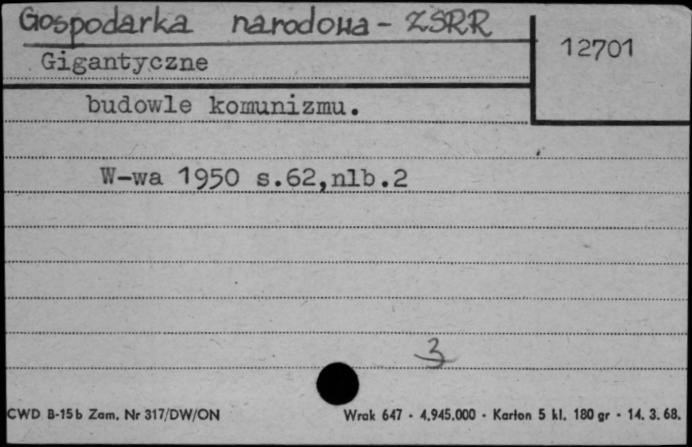 Gospodarka narodowa - ZSRR
12701
Gigantyczne
budowle komunizmu.
W-wa 1950 s.62,nlb.2
3
CWD B-15b Zam. Nr 317/DW/ON
Wrak 647 - 4.945.000 - Karton 5 kl. 180 gr - 14. 3. 68.